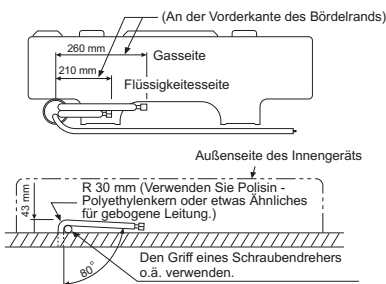 (An der Vorderkante des Bördelrands)
260 mm
Gasseite
210 mm
Flüssigkeitesseite
Außenseite des Innengeräts
R 30 mm (Verwenden Sie Polisin -
Polyethylenkern oder etwas Ähnliches
für gebogene Leitung.)
43 mm
Den Griff eines Schraubendrehers
o.ä. verwenden.
80°